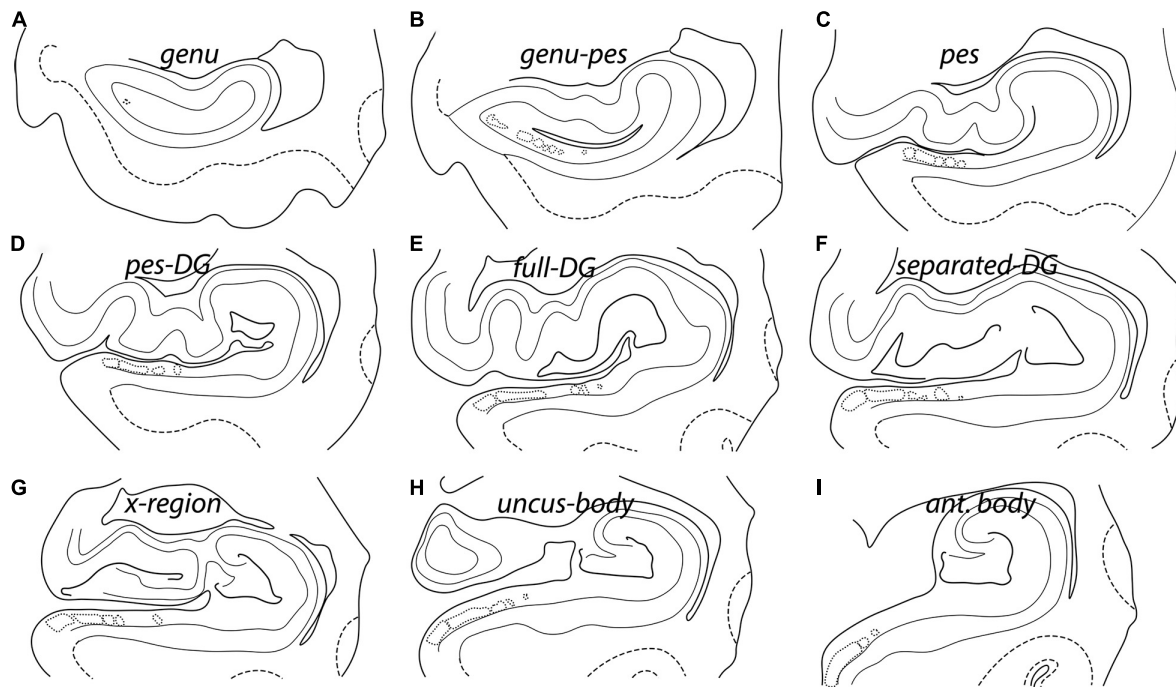 A
genu
B
genu-pes
C
pes
D
pes-DG
E
full-DG
F
separated-DG
G
x-region
H
uncus-body
I
ant. body